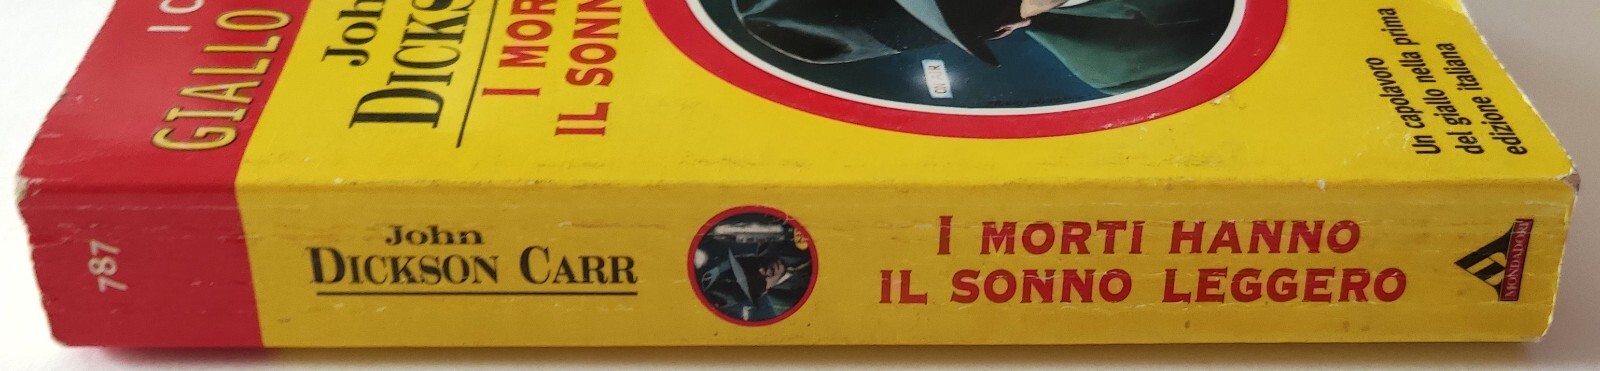 I C
GIALLO
John
DICKS
I MOR
IL SONN
Un capolavoro
del giallo nella prima
edizione italiana
787
John
DICKSON CARR
I MORTI HANNO
IL SONNO LEGGERO
MONDADORI